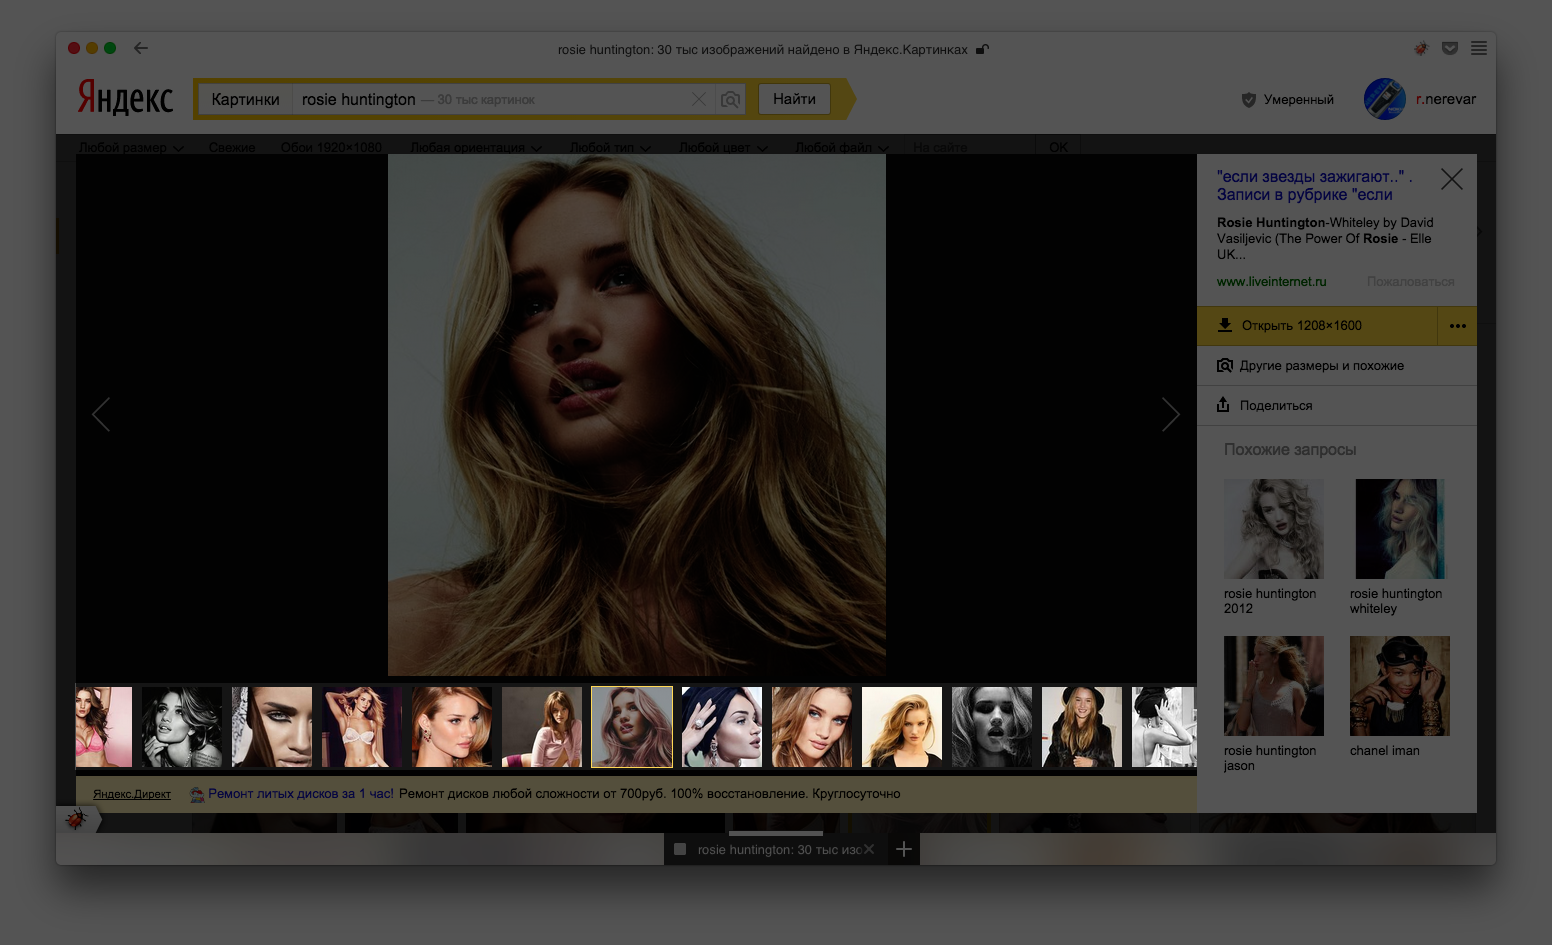 rosie huntington: 30 тыс изображений найдено в Яндекс.Картинках
Яндекс
Картинки
rosie huntington — 30 тыс картинок
Найти
Умеренный
r.nerevar
Любой размер
Свежие
Обои 1920×1080
Любая ориентация
Любой тип
Любой цвет
Любой файл
На сайте
OK
"если звезды зажигают.." .
Записи в рубрике "если
Rosie Huntington-Whiteley by David
Vasiljevic (The Power Of Rosie - Elle
UK...
www.liveinternet.ru
Пожаловаться
Открыть 1208×1600
Другие размеры и похожие
Поделиться
Похожие запросы
rosie huntington
2012
rosie huntington
whiteley
rosie huntington
jason
chanel iman
Яндекс.Директ
Ремонт литых дисков за 1 час! Ремонт дисков любой сложности от 700руб. 100% восстановление. Круглосуточно
rosie huntington: 30 тыс изо